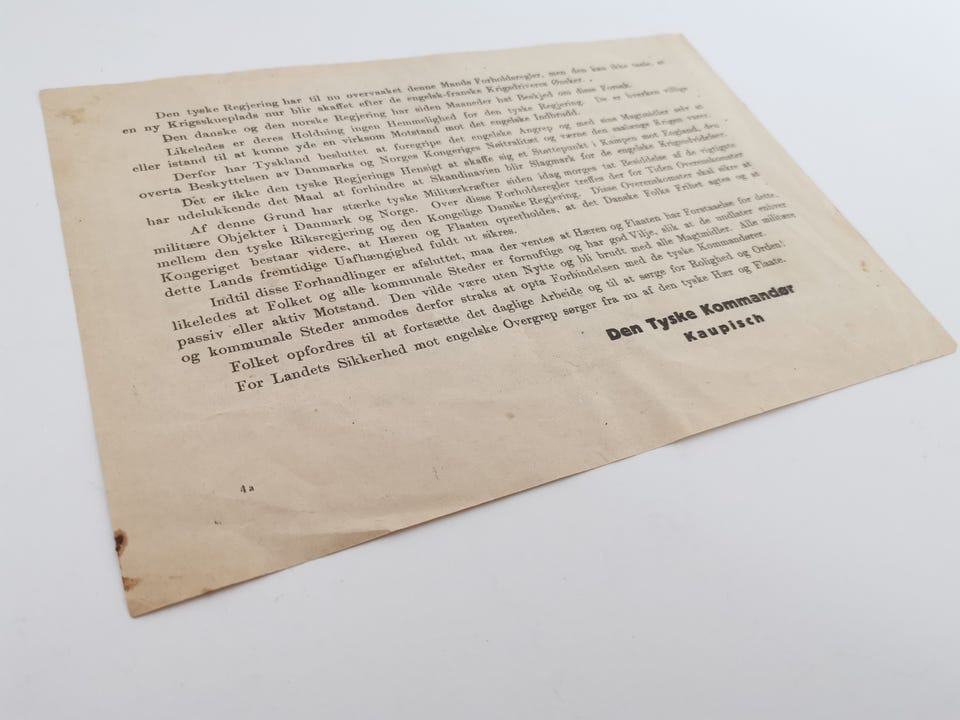 Den tyske Regjering har til nu overvaaket denne Mands Forholdsregler, men den kan ikke taale, at
en ny Krigsskueplads nur blir skaffet efter de engelsk-franske Krigsdriveres Ønsker.
Den danske og den norske Regjering har siden Maaneder hat Beskjed om disse Forsøk.
Likeledes er deres Holdning ingen Hemmelighed for den tyske Regjering. De er hverken villige
eller istand til at kunne yde en virksom Motstand mot det engelske Indbrudd.
Derfor har Tyskland besluttet at foregripe det engelske Angrep og med sine Magtmidler selv at
overta Beskyttelsen av Danmarks og Norges Kongeriges Nøitralitet og værne den saalænge Krigen varer.
Det er ikke den tyske Regjerings Hensigt at skaffe sig et Støttepunkt i Kampen mot England, den
har udelukkende det Maal at forhindre at Skandinavien blir Slagmark for de engelske Krigsudvidelser.
Af denne Grund har stærke tyske Militærkræfter siden idag morges tat Besiddelse af de vigtigste
militære Objekter i Danmark og Norge. Over disse Forholdsregler treffes der for Tiden Overenskomster
mellem den tyske Riksregjering og den Kongelige Danske Regjering. Disse Overenskomster skal sikre at
Kongeriget bestaar videre, at Hæren og Flaaten opretholdes, at det Danske Folks Frihet agtes og at
dette Lands fremtidige Uafhængighed fuldt ut sikres.
Indtil disse Forhandlinger er afsluttet, maa der ventes at Hæren og Flaaten har Forstaaelse for dette,
likeledes at Folket og alle kommunale Steder er fornuftige og har god Vilje, slik at de undlater enhver
passiv eller aktiv Motstand. Den vilde være uten Nytte og bli brudt med alle Magtmidler. Alle militære
og kommunale Steder anmodes derfor straks at opta Forbindelsen med de tyske Kommandører.
Folket opfordres til at fortsætte det daglige Arbeide og til at sørge for Rolighed og Orden!
For Landets Sikkerhed mot engelske Overgrep sørger fra nu af den tyske Hær og Flaate.
Den Tyske Kommandør
Kaupisch
4a